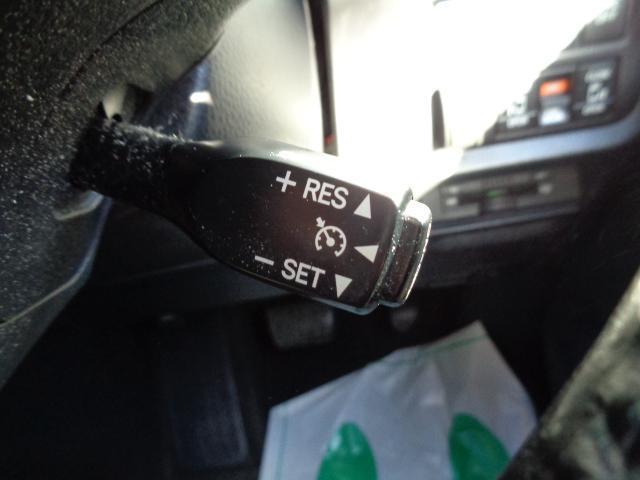 + RES
− SET